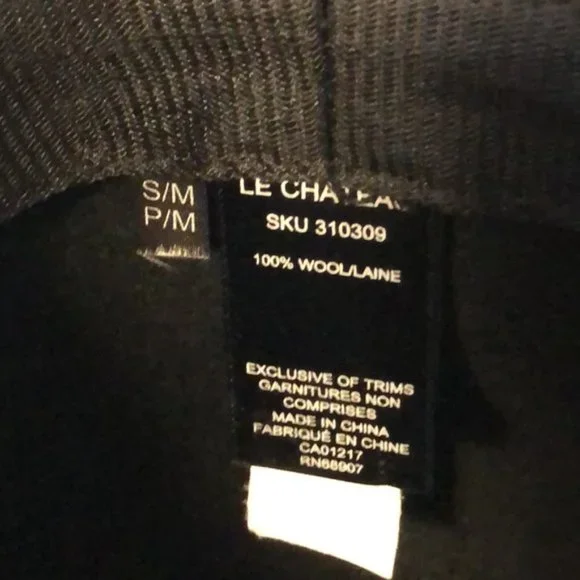 S/M
P/M
LE CHATEAU
SKU 310309
100% WOOL/LAINE
EXCLUSIVE OF TRIMS
GARNITURES NON
COMPRISES
MADE IN CHINA
FABRIQUÉ EN CHINE
CA01217
RN68907